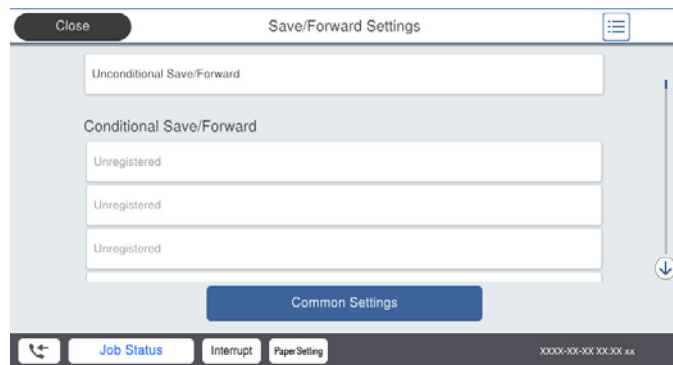 Close
Save/Forward Settings
Unconditional Save/Forward
Conditional Save/Forward
Unregistered
Unregistered
Unregistered
Common Settings
Job Status
Interrupt
Paper Setting
XXXX-XX-XX XX:XX xx